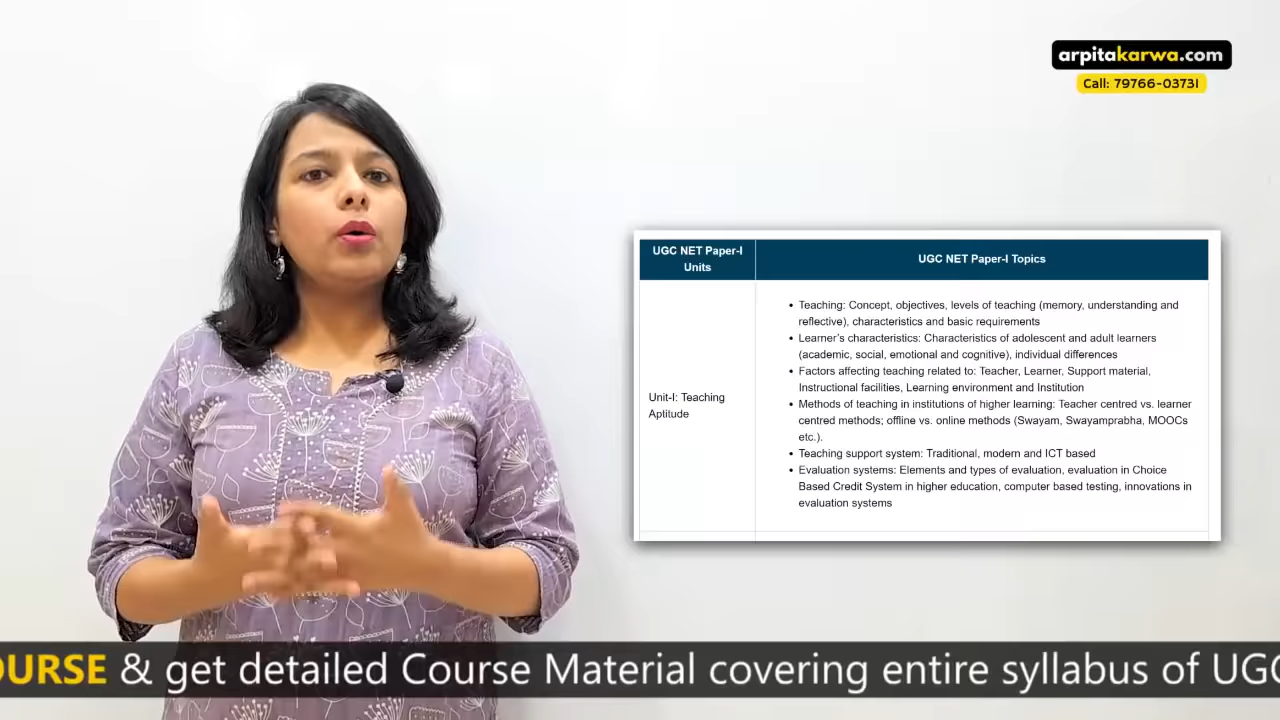 arpitakarwa.com
Call: 79766-03731
UGC NET Paper-I
Units
UGC NET Paper-I Topics
Unit-I: Teaching
Aptitude
• Teaching: Concept, objectives, levels of teaching (memory, understanding and
reflective), characteristics and basic requirements
• Learner's characteristics: Characteristics of adolescent and adult learners
(academic, social, emotional and cognitive), individual differences
• Factors affecting teaching related to: Teacher, Learner, Support material,
Instructional facilities, Learning environment and Institution
• Methods of teaching in institutions of higher learning: Teacher centred vs. learner
centred methods; offline vs. online methods (Swayam, Swayamprabha, MOOCs
etc.).
• Teaching support system: Traditional, modern and ICT based
• Evaluation systems: Elements and types of evaluation, evaluation in Choice
Based Credit System in higher education, computer based testing, innovations in
evaluation systems
OURSE & get detailed Course Material covering entire syllabus of UGC